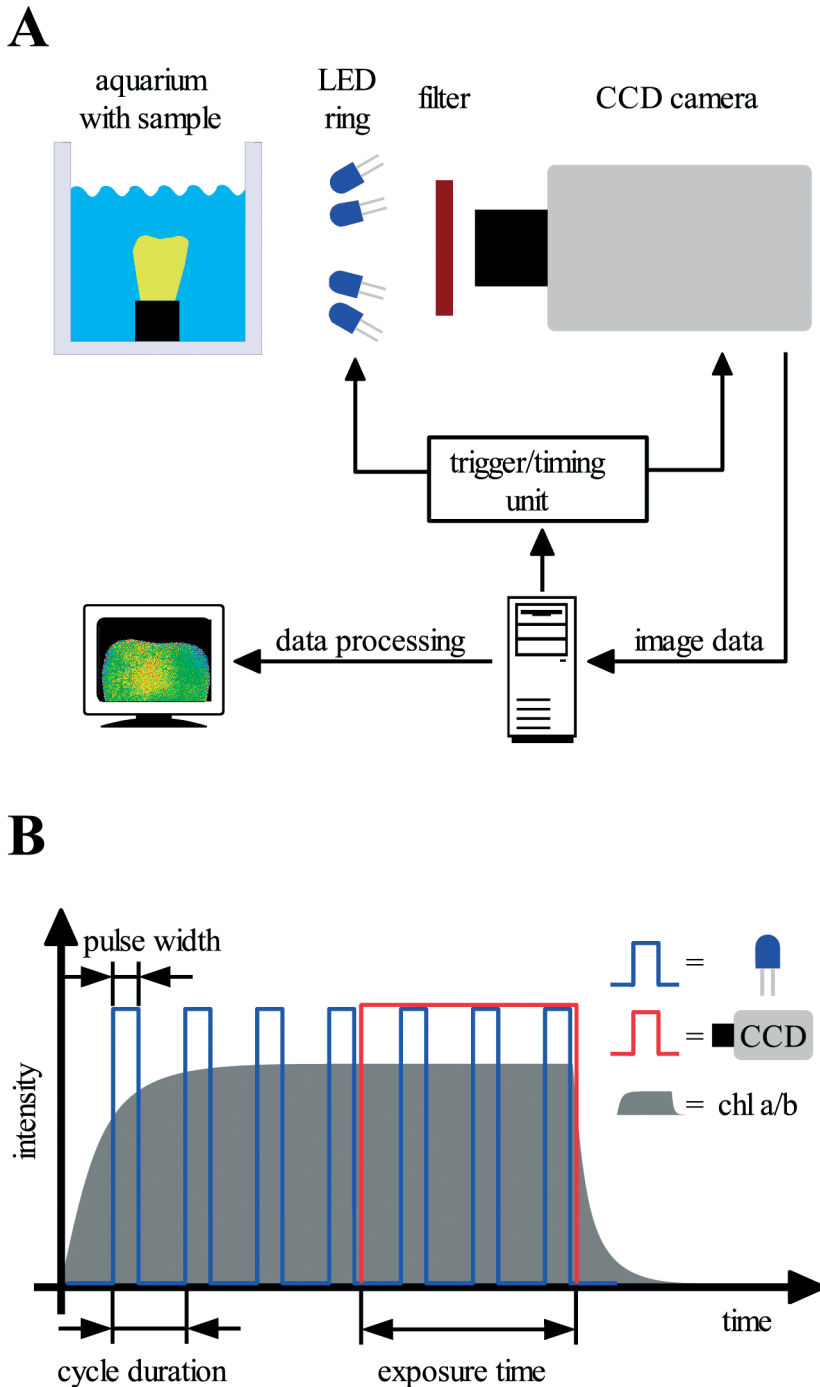 A
aquarium
with sample
LED
ring
filter
CCD camera
trigger/timing
unit
data processing
image data
B
pulse width
=
=
CCD
= chl a/b
intensity
time
cycle duration
exposure time